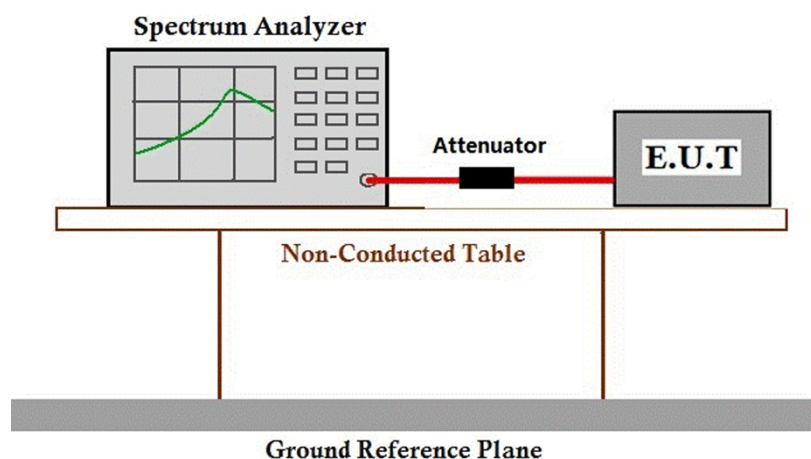 Spectrum Analyzer
Attenuator
E.U.T
Non-Conducted Table
Ground Reference Plane